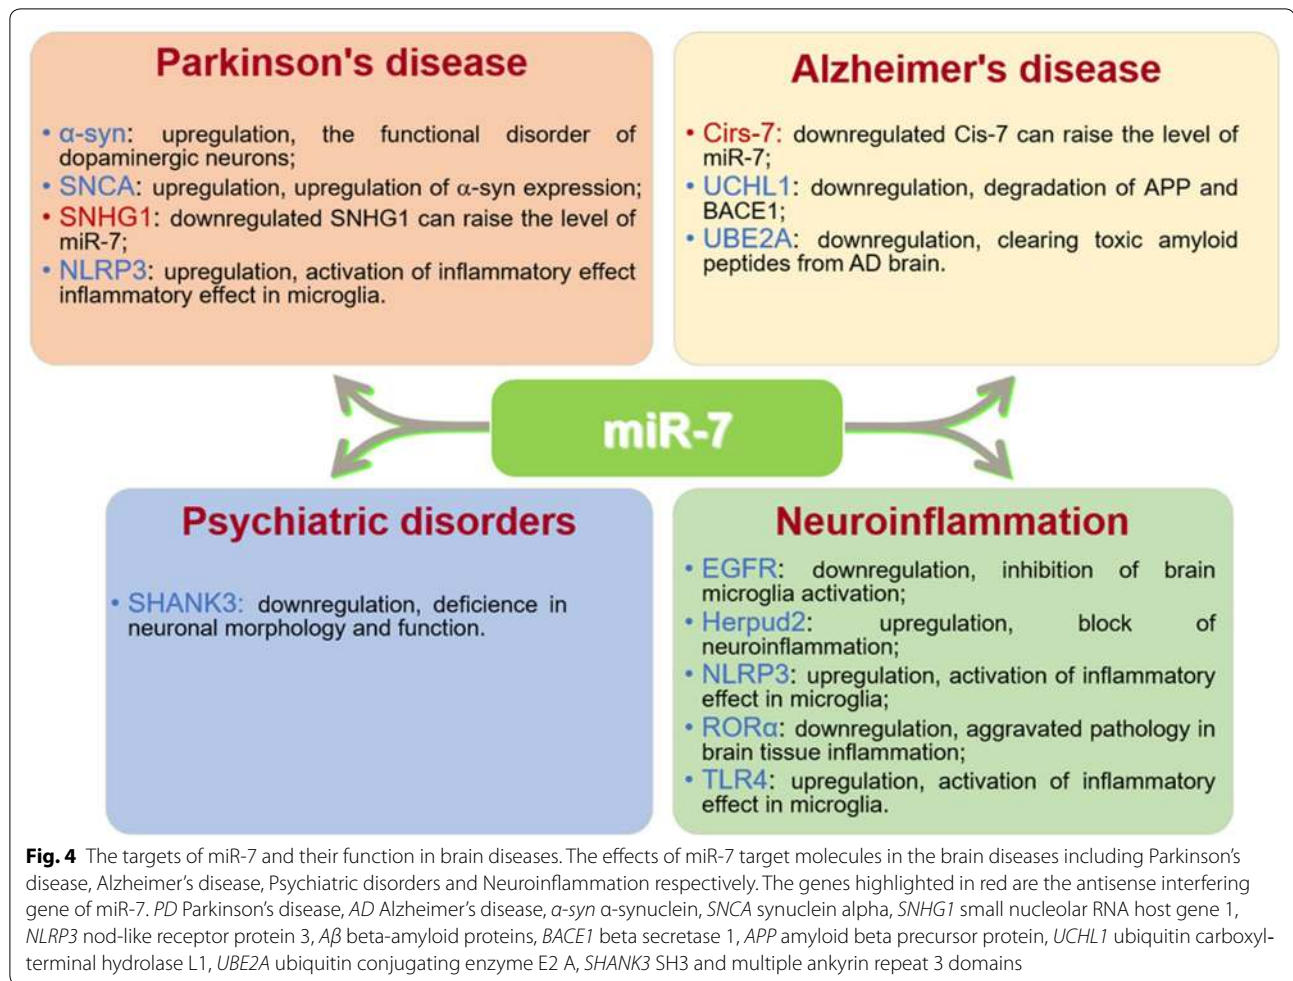 Parkinson's disease
• α-syn: upregulation, the functional disorder of
dopaminergic neurons;
• SNCA: upregulation, upregulation of α-syn expression;
• SNHG1: downregulated SNHG1 can raise the level of
miR-7;
• NLRP3: upregulation, activation of inflammatory effect
inflammatory effect in microglia.
Alzheimer's disease
• Cirs-7: downregulated Cis-7 can raise the level of
miR-7;
• UCHL1: downregulation, degradation of APP and
BACE1;
• UBE2A: downregulation, clearing toxic amyloid
peptides from AD brain.
miR-7
Psychiatric disorders
• SHANK3: downregulation, deficience in
neuronal morphology and function.
Neuroinflammation
• EGFR: downregulation, inhibition of brain
microglia activation;
• Herpud2: upregulation, block of
neuroinflammation;
• NLRP3: upregulation, activation of inflammatory
effect in microglia;
• RORα: downregulation, aggravated pathology in
brain tissue inflammation;
• TLR4: upregulation, activation of inflammatory
effect in microglia.
Fig. 4 The targets of miR-7 and their function in brain diseases. The effects of miR-7 target molecules in the brain diseases including Parkinson's
disease, Alzheimer's disease, Psychiatric disorders and Neuroinflammation respectively. The genes highlighted in red are the antisense interfering
gene of miR-7. PD Parkinson's disease, AD Alzheimer's disease, α-syn α-synuclein, SNCA synuclein alpha, SNHG1 small nucleolar RNA host gene 1,
NLRP3 nod-like receptor protein 3, Aβ beta-amyloid proteins, BACE1 beta secretase 1, APP amyloid beta precursor protein, UCHL1 ubiquitin carboxyl-
terminal hydrolase L1, UBE2A ubiquitin conjugating enzyme E2 A, SHANK3 SH3 and multiple ankyrin repeat 3 domains